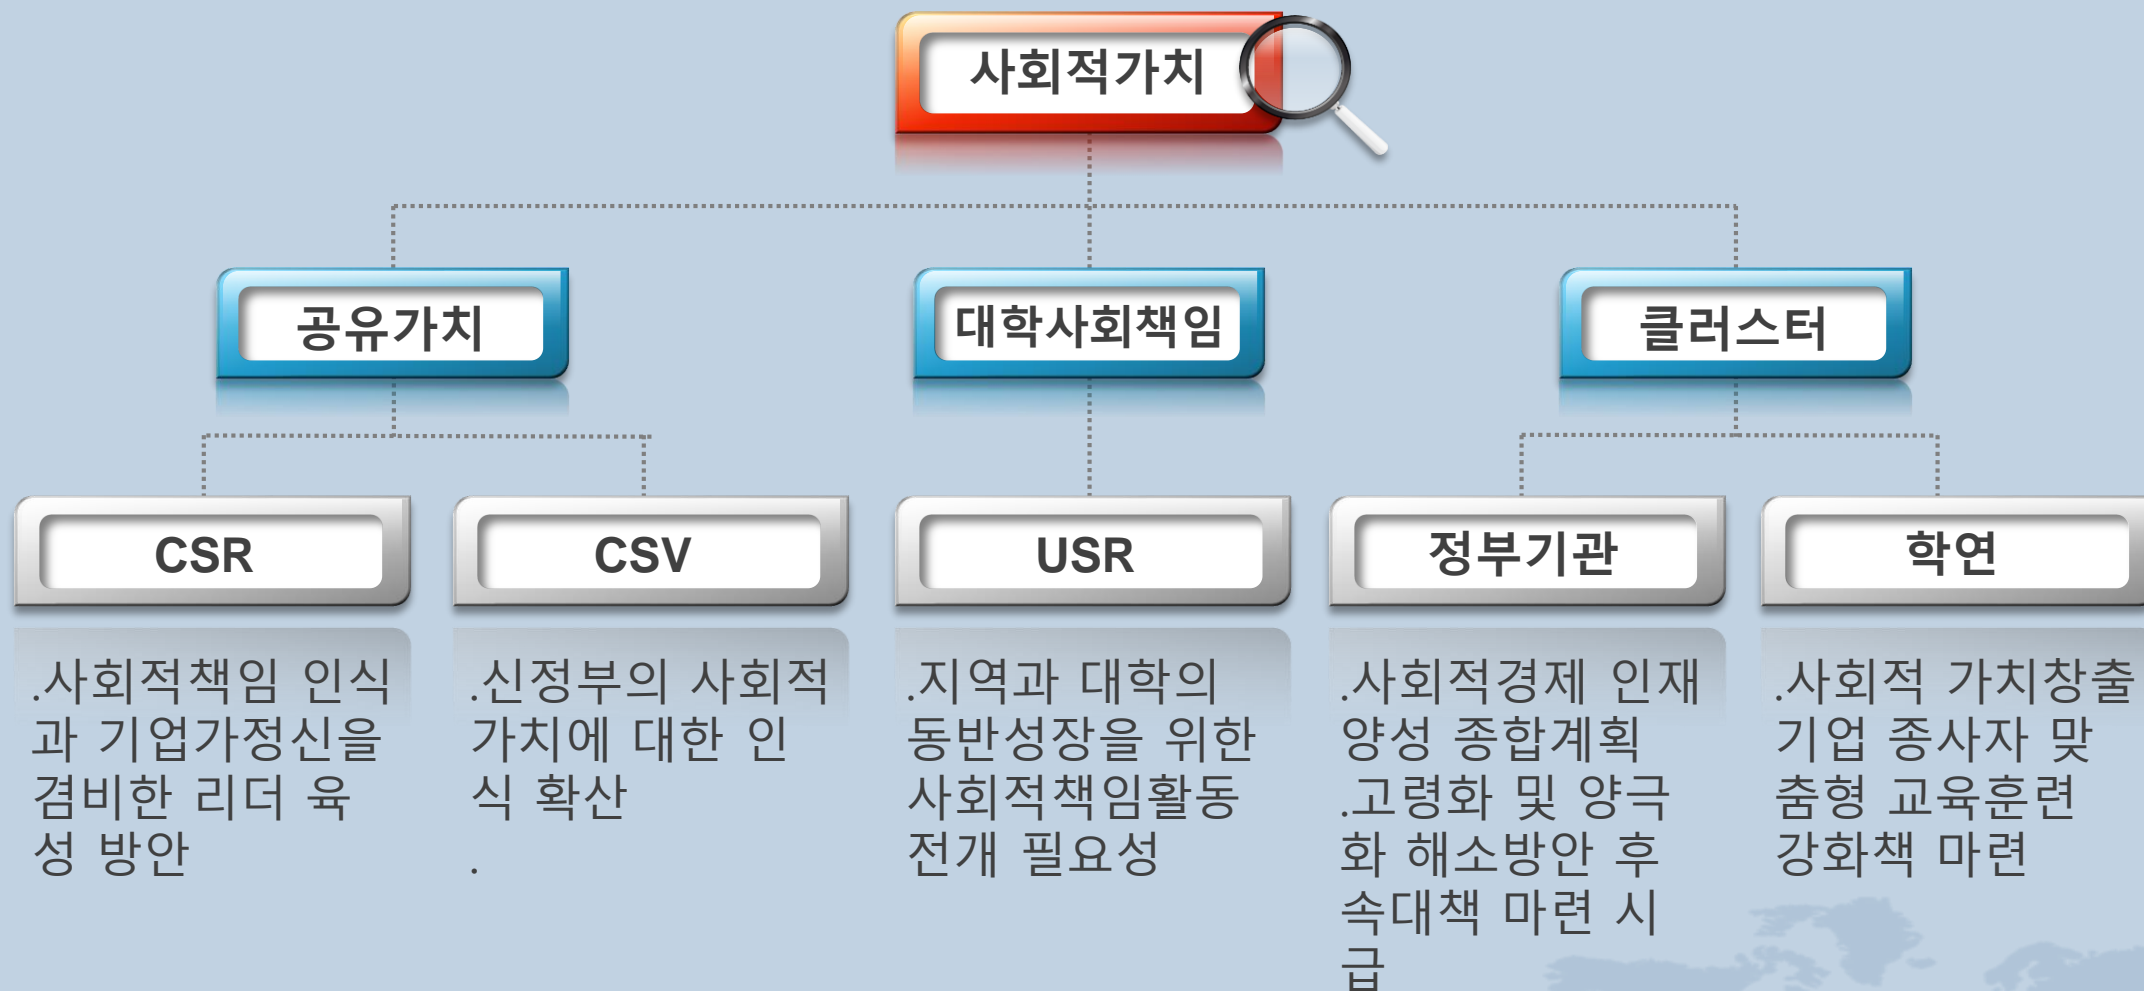 사회적가치
공유가치
대학사회책임
클러스터
CSR
CSV
USR
정부기관
학연
.사회적책임 인식
과 기업가정신을
겸비한 리더 육
성 방안
.신정부의 사회적
가치에 대한 인
식 확산
.
.지역과 대학의
동반성장을 위한
사회적책임활동
전개 필요성
.사회적경제 인재
양성 종합계획
.고령화 및 양극
화 해소방안 후
속대책 마련 시
급
.사회적 가치창출
기업 종사자 맞
춤형 교육훈련
강화책 마련